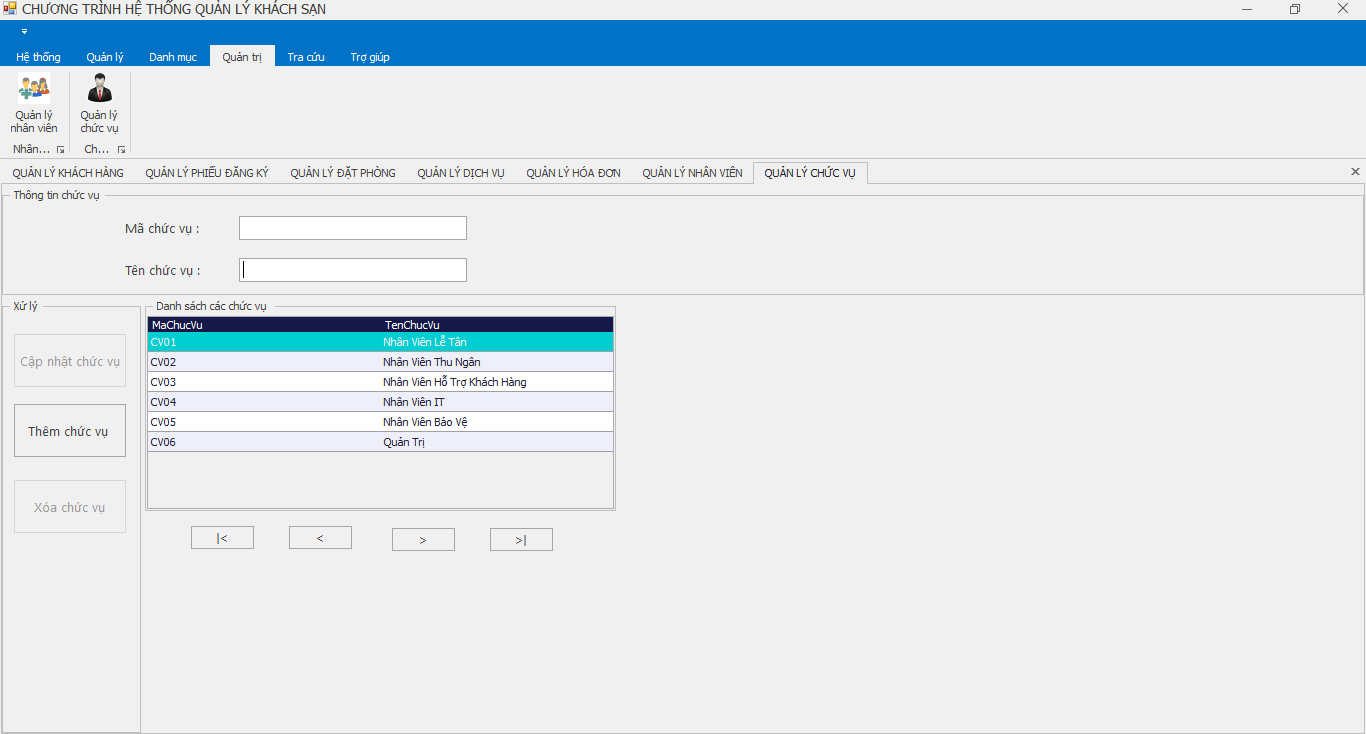 CHƯƠNG TRÌNH HỆ THỐNG QUẢN LÝ KHÁCH SẠN
Hệ thống Quản lý Danh mục Quản trị Tra cứu Trợ giúp
Quản lý nhân viên
Quản lý chức vụ
Nhân... Ch...
QUẢN LÝ KHÁCH HÀNG QUẢN LÝ PHIẾU ĐĂNG KÝ QUẢN LÝ ĐẶT PHÒNG QUẢN LÝ DỊCH VỤ QUẢN LÝ HÓA ĐƠN QUẢN LÝ NHÂN VIÊN QUẢN LÝ CHỨC VỤ
Thông tin chức vụ
Mã chức vụ :
Tên chức vụ :
Xử lý
Cập nhật chức vụ
Thêm chức vụ
Xóa chức vụ
Danh sách các chức vụ
MaChucVu TenChucVu
CV01 Nhân Viên Lễ Tân
CV02 Nhân Viên Thu Ngân
CV03 Nhân Viên Hỗ Trợ Khách Hàng
CV04 Nhân Viên IT
CV05 Nhân Viên Bảo Vệ
CV06 Quản Trị
|< < > >|